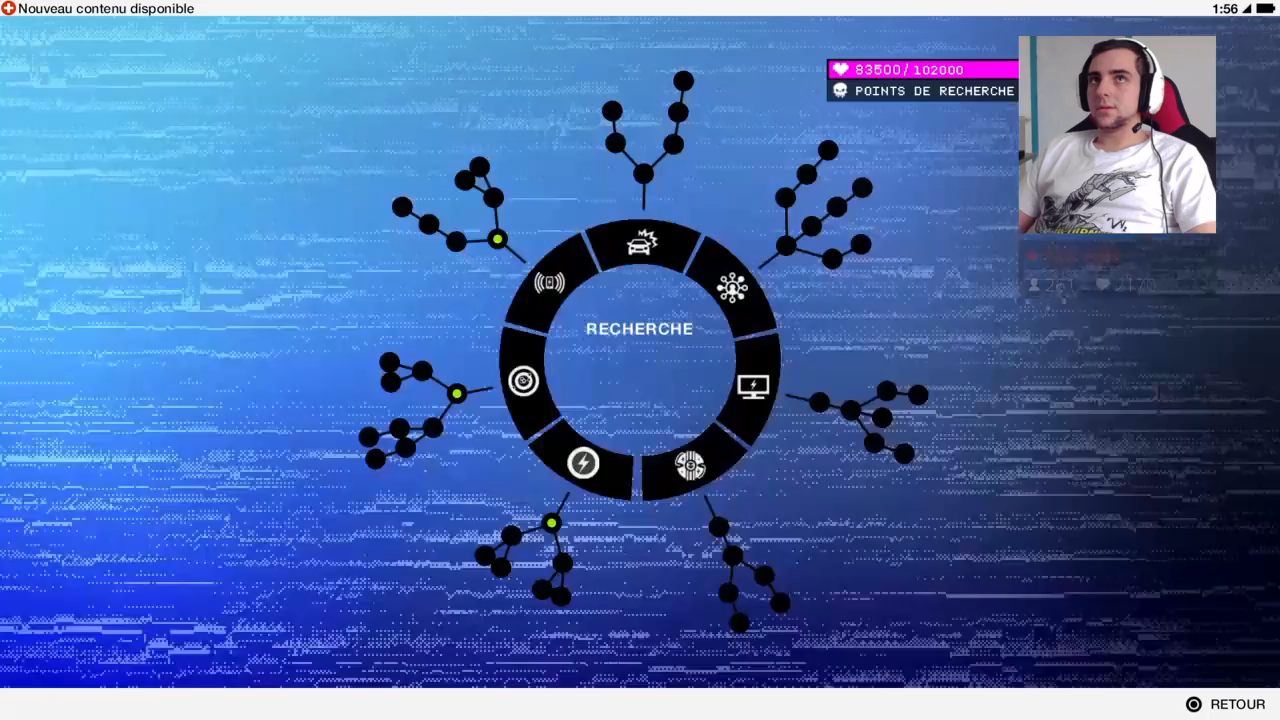 Nouveau contenu disponible
1:56
83500/102000
POINTS DE RECHERCHE
RECHERCHE
RETOUR